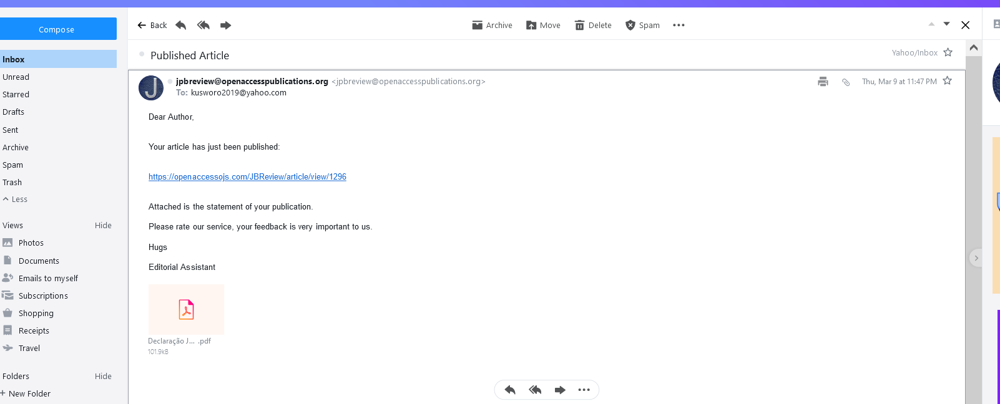 Compose
Inbox
Unread
Starred
Drafts
Sent
Archive
Spam
Trash
Less
Views Hide
Photos
Documents
Emails to myself
Subscriptions
Shopping
Receipts
Travel
Folders Hide
+ New Folder
Back Archive Move Delete Spam
Published Article Yahoo/Inbox
J
jpbreview@openaccesspublications.org <jpbreview@openaccesspublications.org> Thu, Mar 9 at 11:47 PM
To: kusworo2019@yahoo.com
Dear Author,
Your article has just been published:
https://openaccessojs.com/JBReview/article/view/1296
Attached is the statement of your publication.
Please rate our service, your feedback is very important to us.
Hugs
Editorial Assistant
Declaração J... .pdf
101.9kB